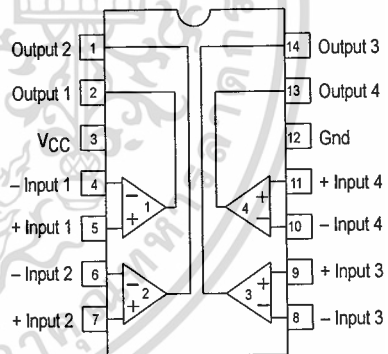 Output 2 1 14 Output 3
Output 1 2 13 Output 4
VCC 3 12 Gnd
– Input 1 4 – 1 11 + Input 4
+ Input 1 5 + 4 + – 10 – Input 4
– Input 2 6 – 2 9 + Input 3
+ Input 2 7 + 3 + – 8 – Input 3